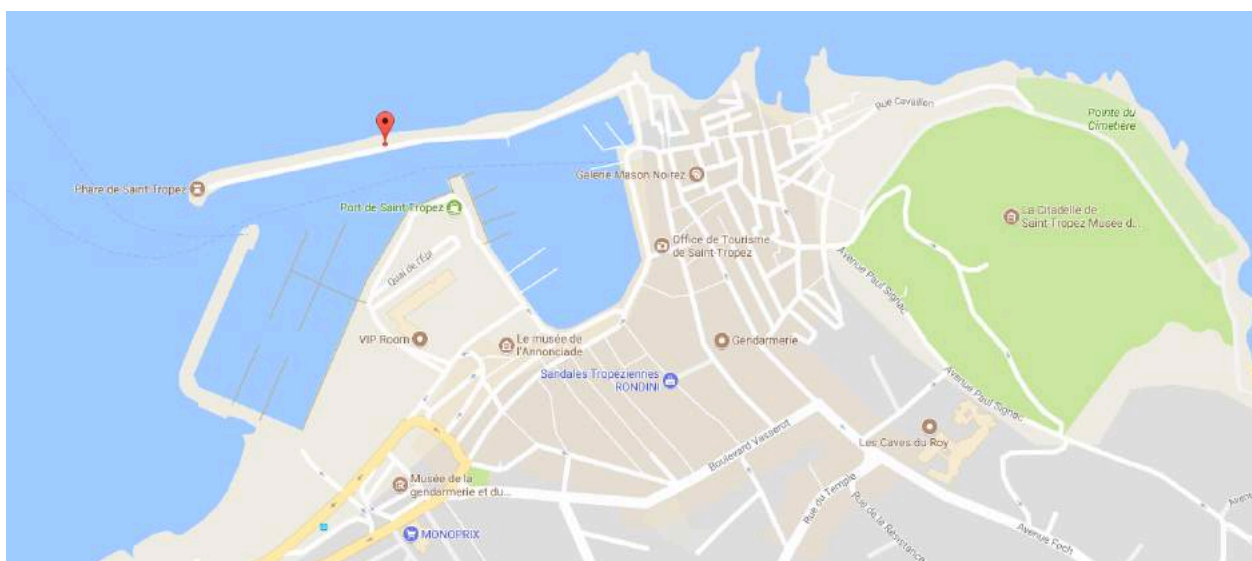 Rue Cavaillon
Pointe du
Cimetière
Galerie Mason Noirez
Phare de Saint-Tropez
Port de Saint Tropez
La Citadelle de
Saint Tropez Musée d...
Office de Tourisme
de Saint-Tropez
Quai de l'Épi
Avenue Paul Signac
VIP Room
Le musée de
l'Annonciade
Gendarmerie
Sandales Tropéziennes
RONDINI
Avenue Paul Signac
Boulevard Vasserot
Les Caves du Roy
Musée de la
gendarmerie et du...
Rue du Temple
Rue de la Résistance
Avenue Foch
MONOPRIX